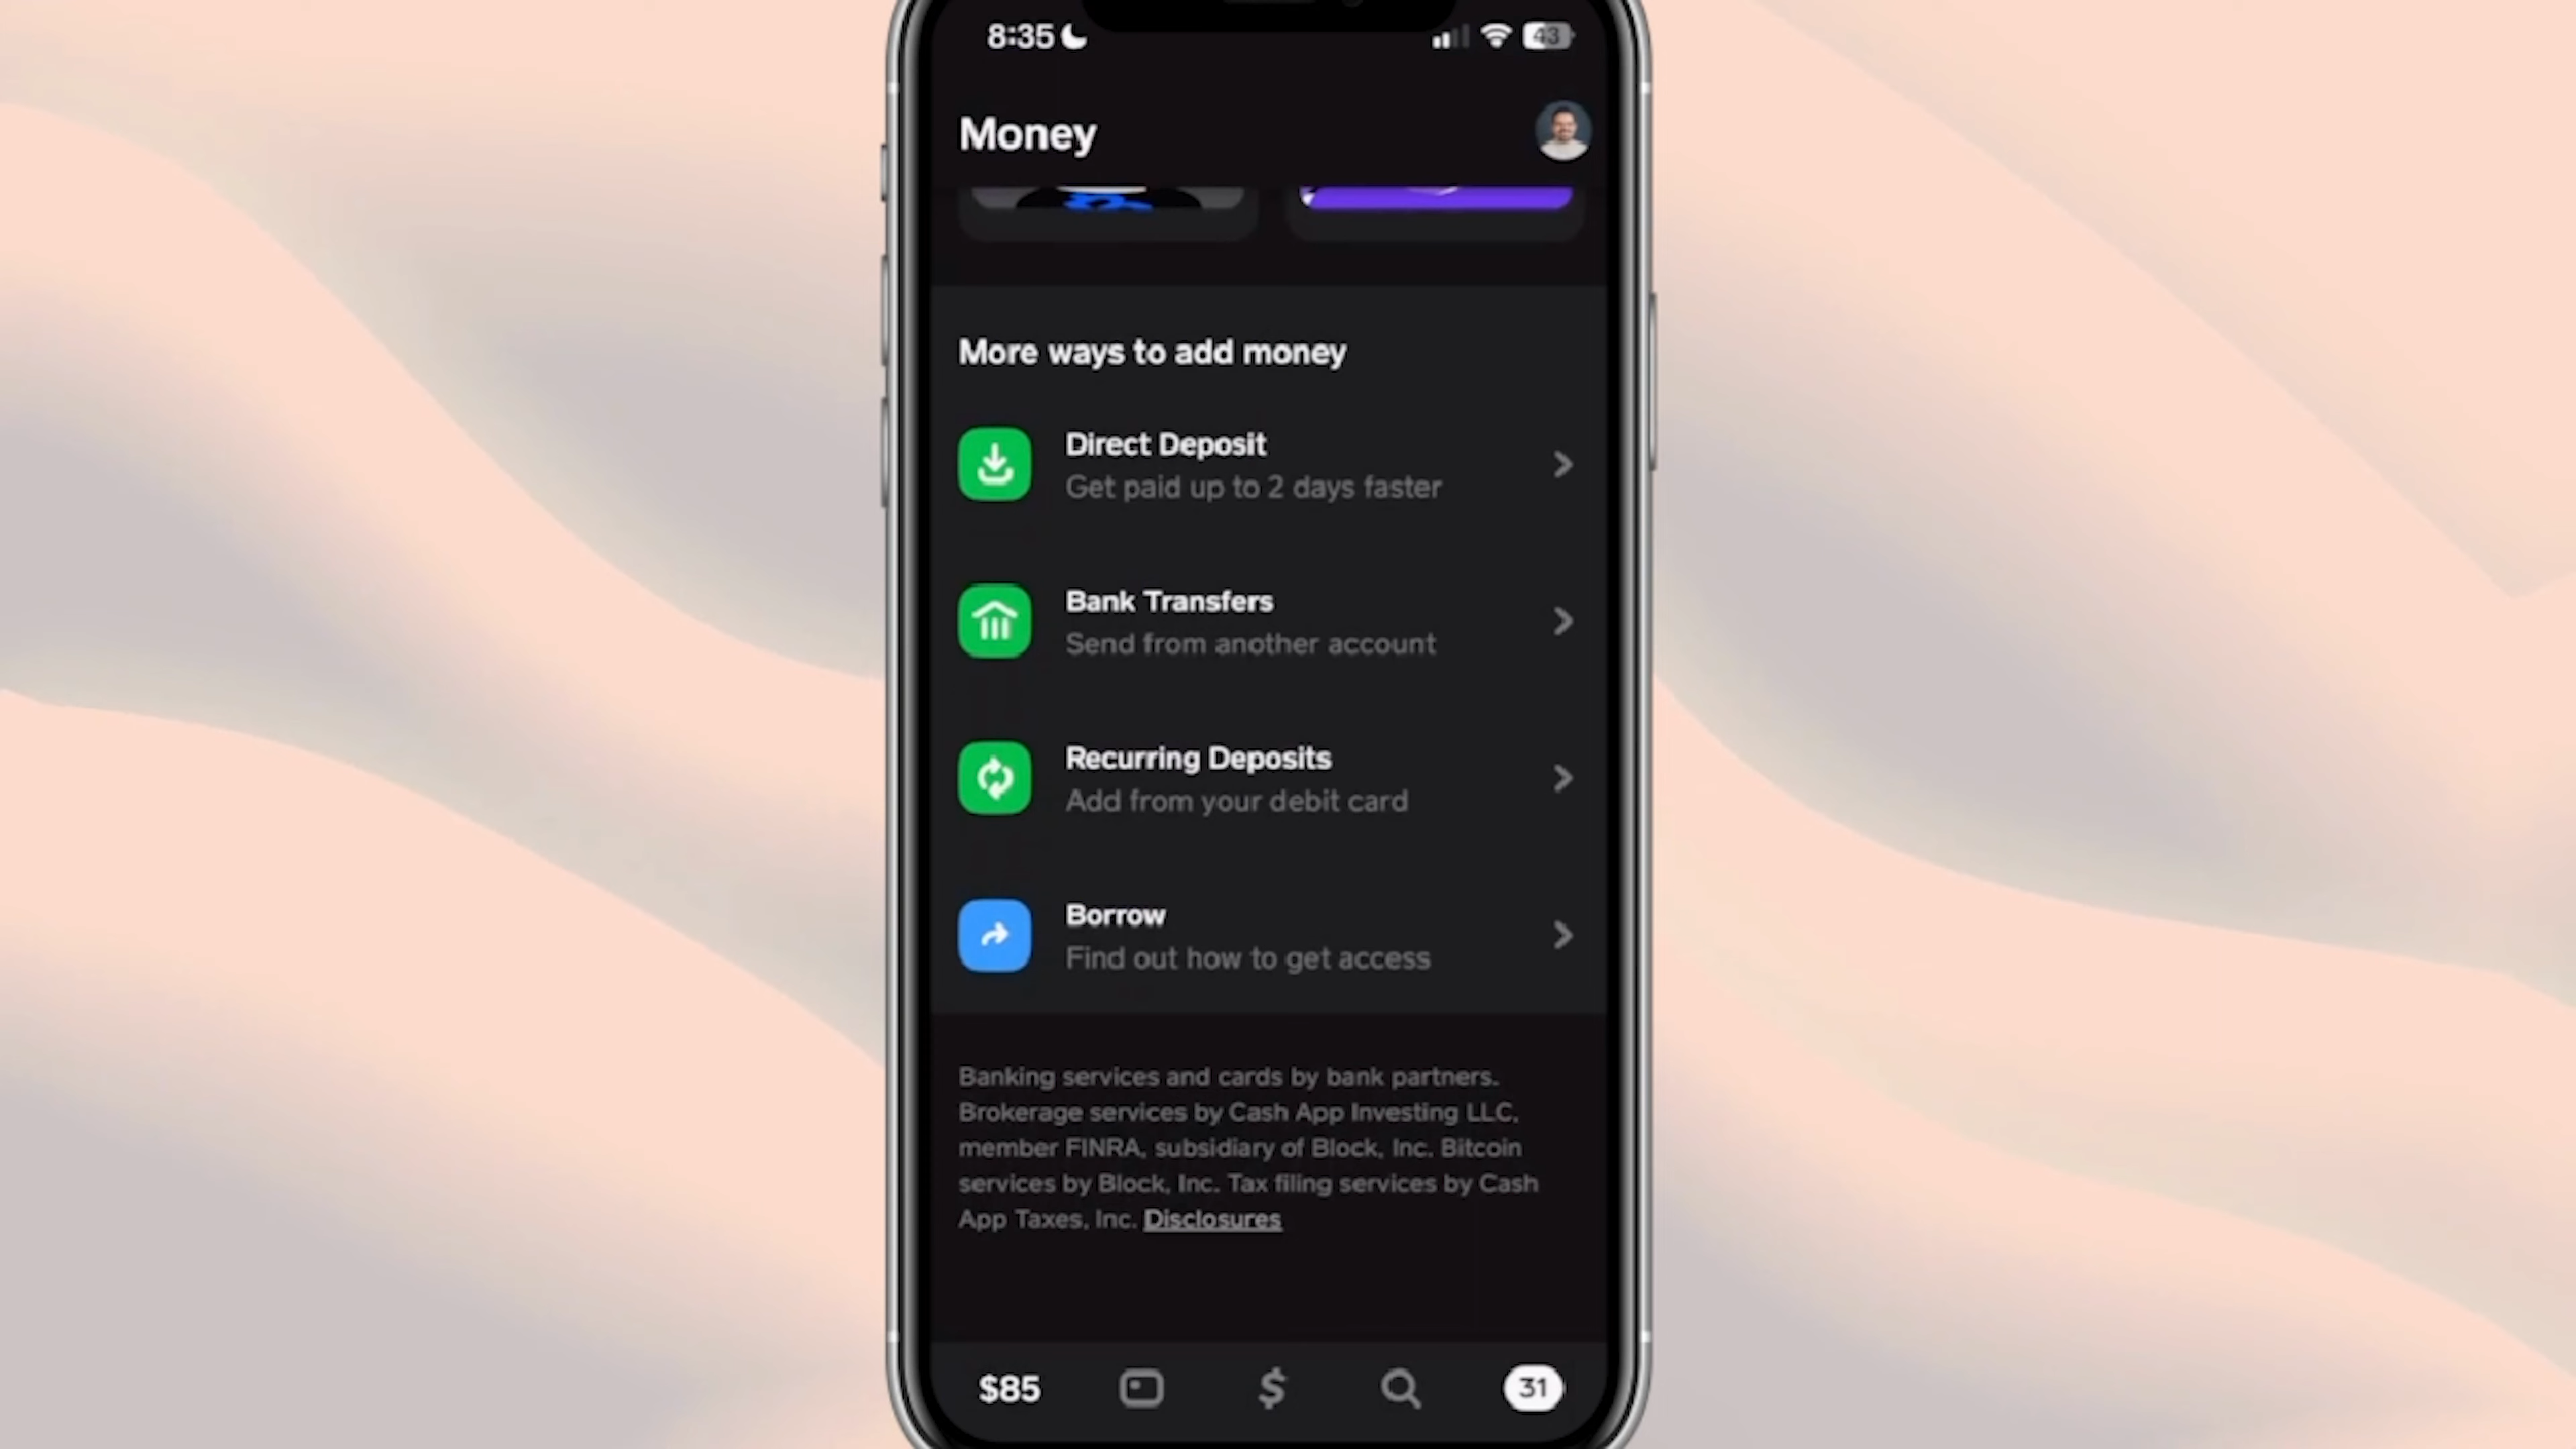 8:35
43
Money
More ways to add money
Direct Deposit
Get paid up to 2 days faster
Bank Transfers
Send from another account
Recurring Deposits
Add from your debit card
Borrow
Find out how to get access
Banking services and cards by bank partners.
Brokerage services by Cash App Investing LLC,
member FINRA, subsidiary of Block, Inc. Bitcoin
services by Block, Inc. Tax filing services by Cash
App Taxes, Inc. Disclosures
$85
$
31